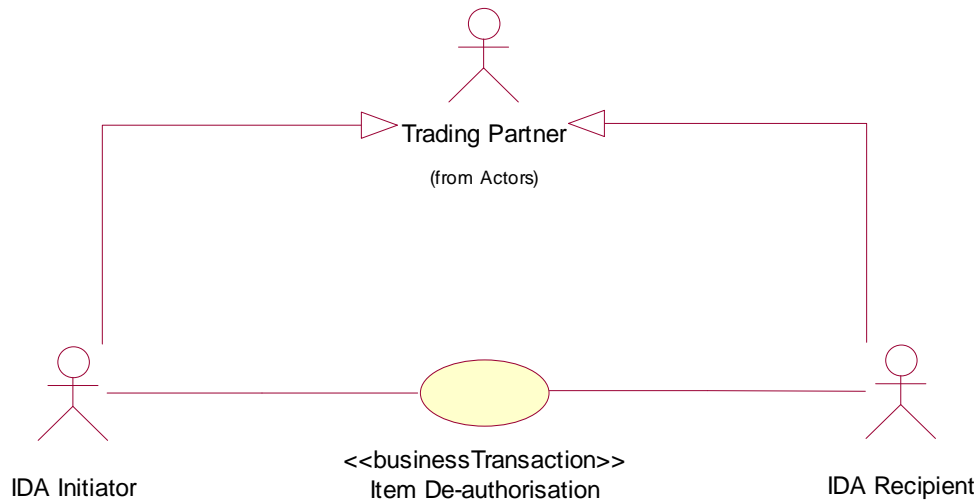 Trading Partner
(from Actors)
IDA Initiator
<<businessTransaction>>
Item De-authorisation
IDA Recipient